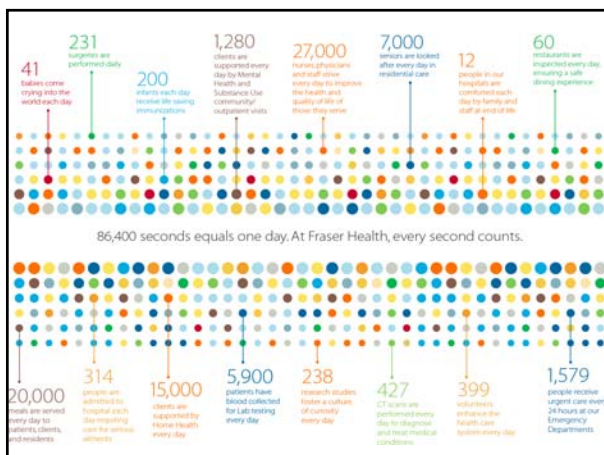 41
babies come
crying into the
world each day
231
surgeries are
performed daily
200
infants each day
receive life saving
immunizations
1,280
clients are
supported every
day by Mental
Health and
Substance Use
community/
outpatient visits
27,000
nurses, physicians
and staff strive
every day to improve
the health and
quality of life of
those they serve
7,000
seniors are looked
after every day in
residential care
12
people in our
hospitals are
comforted each
day by family and
staff at end of life
60
restaurants are
inspected every day,
ensuring a safe
dining experience
86,400 seconds equals one day. At Fraser Health, every second counts.
20,000
meals are served
every day to
patients, clients,
and residents
314
people are
admitted to
hospital each day
requiring
care for serious
ailments
15,000
clients are
supported by
Home Health
every day
5,900
patients have
blood collected
for Lab testing
every day
238
research studies
foster a culture of
curiosity every day
427
CT scans are
performed every
day to diagnose
and treat medical
conditions
399
volunteers
enhance the
health care
system every day
1,579
people receive
urgent care every
24 hours at our
Emergency
Departments